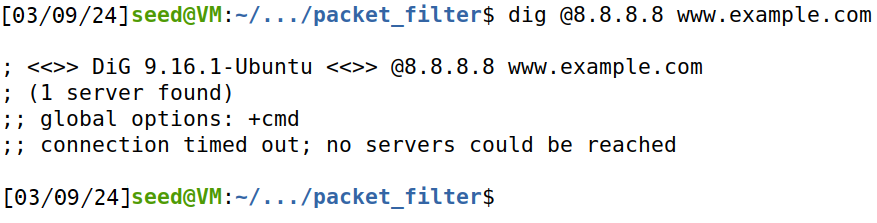 [03/09/24]seed@VM:~/.../packet_filter$ dig @8.8.8.8 www.example.com
; <<>> DiG 9.16.1-Ubuntu <<>> @8.8.8.8 www.example.com
; (1 server found)
;; global options: +cmd
;; connection timed out; no servers could be reached
[03/09/24]seed@VM:~/.../packet_filter$